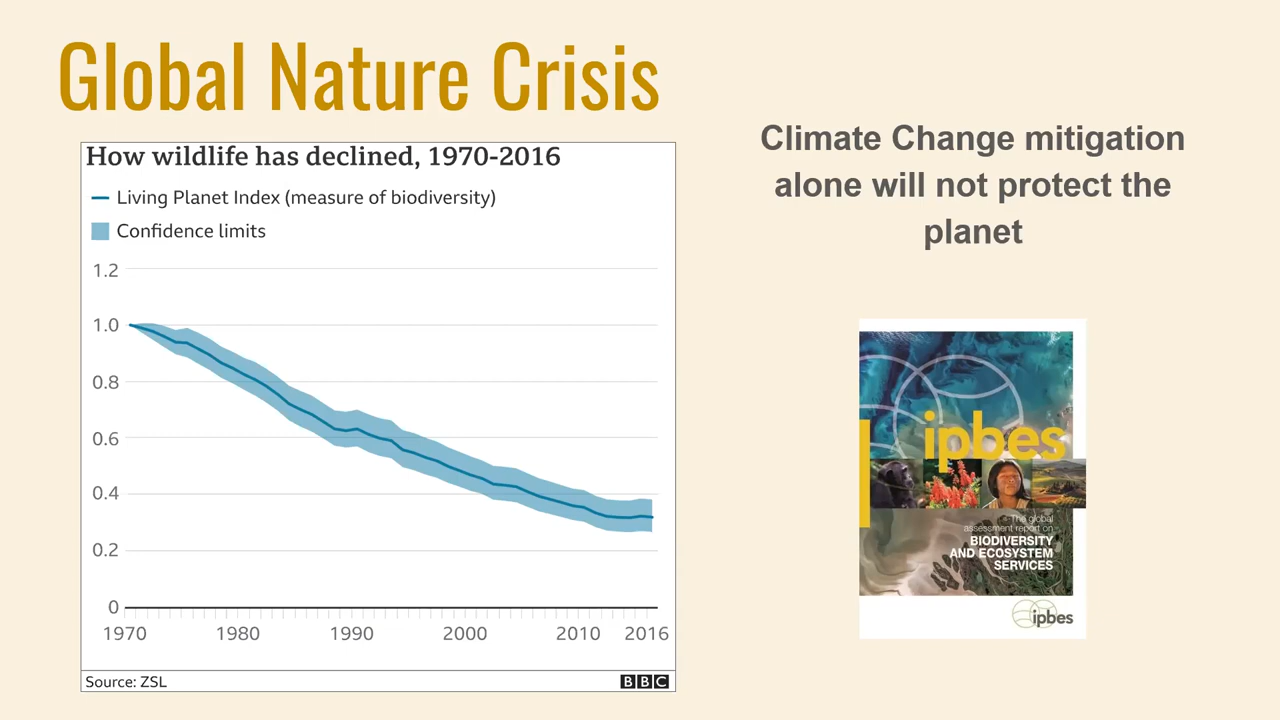 Global Nature Crisis
How wildlife has declined, 1970-2016
Living Planet Index (measure of biodiversity)
Confidence limits
1.2
1.0
0.8
0.6
0.4
0.2
0
1970 1980 1990 2000 2010 2016
Source: ZSL
BBC
Climate Change mitigation
alone will not protect the
planet
ipbes
The global
assessment report on
BIODIVERSITY
AND ECOSYSTEM
SERVICES
ipbes